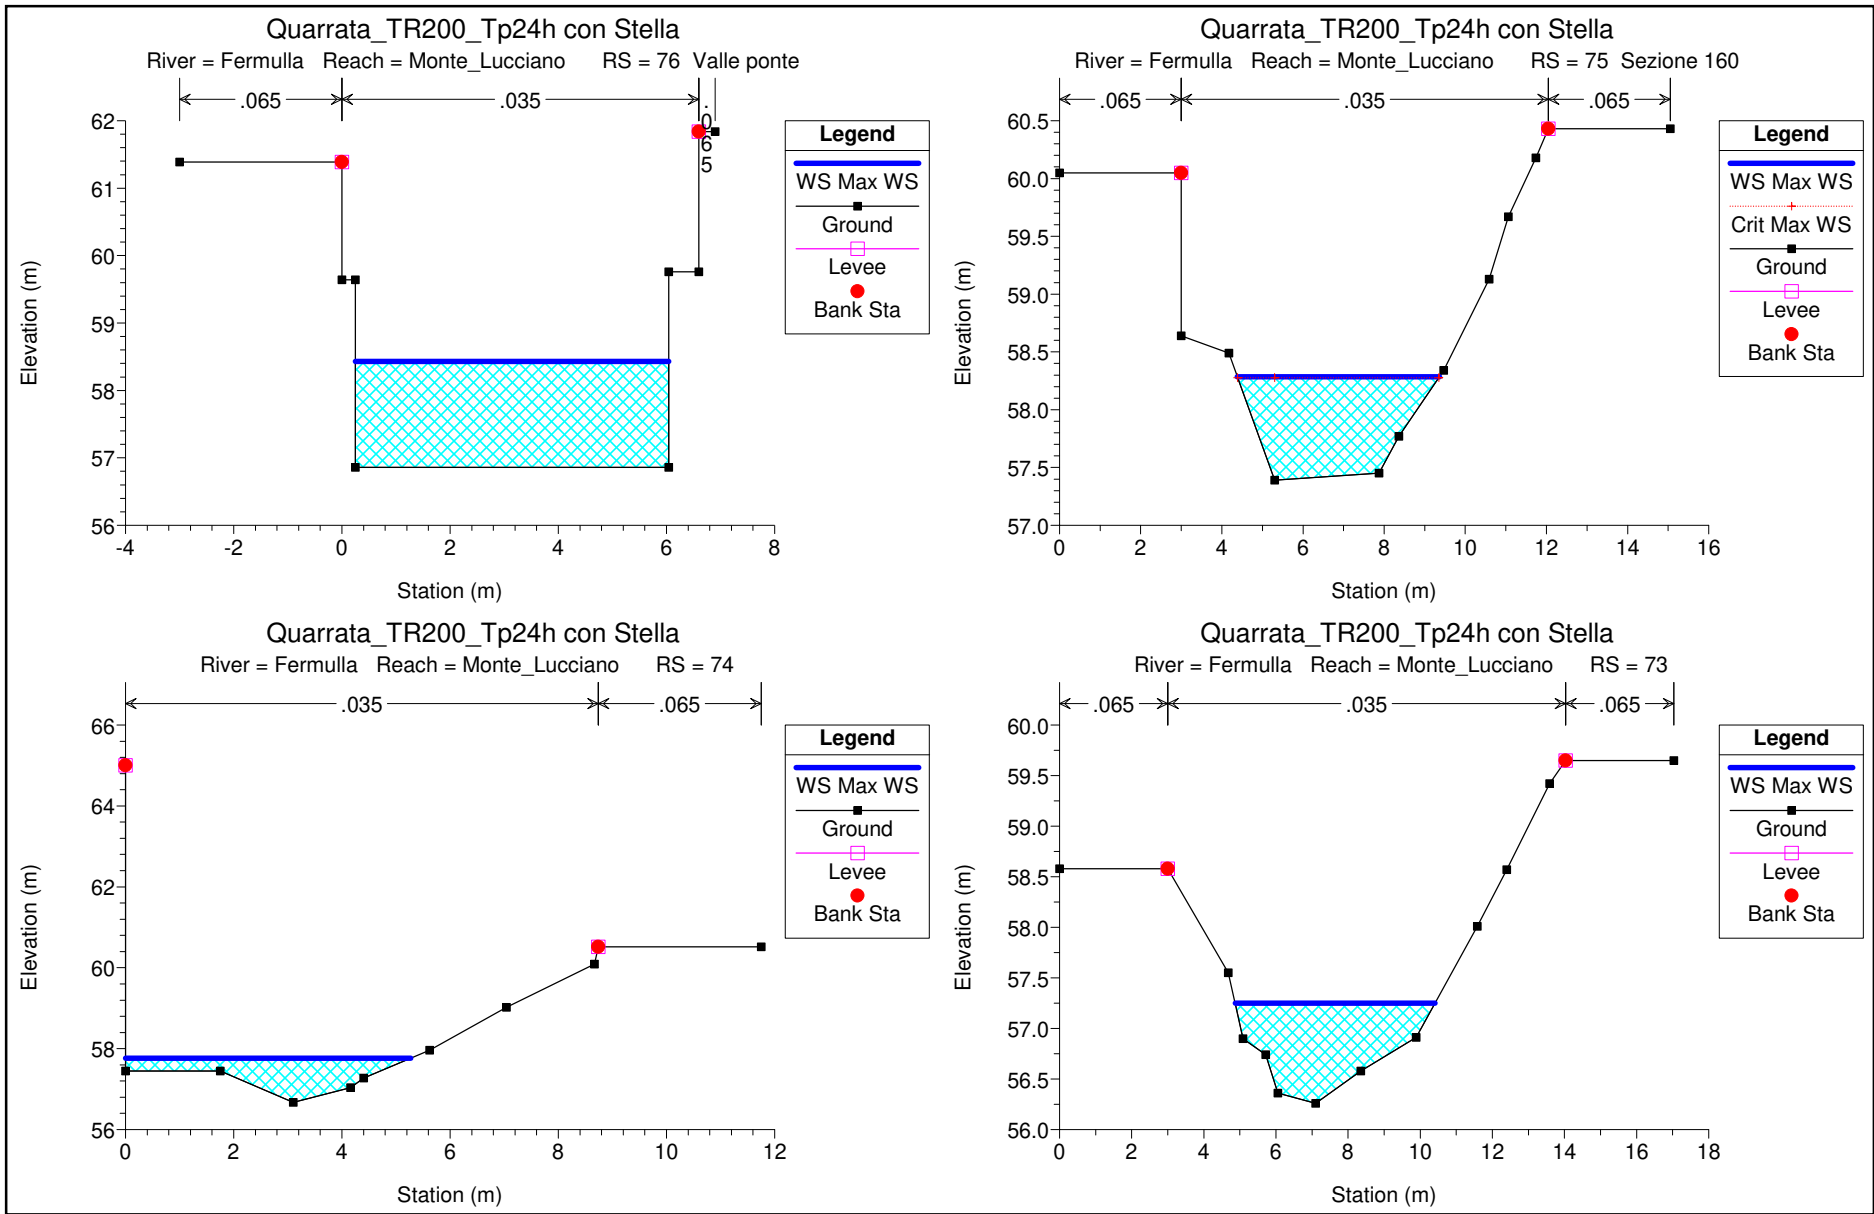 Quarrata_TR200_Tp24h con Stella
River = Fermulla Reach = Monte_Lucciano RS = 76 Valle ponte
.065
.035
.065
62
61
60
59
58
57
56
-4
-2
0
2
4
6
8
Elevation (m)
Station (m)
Legend
WS Max WS
Ground
Levee
Bank Sta
Quarrata_TR200_Tp24h con Stella
River = Fermulla Reach = Monte_Lucciano RS = 75 Sezione 160
.065
.035
.065
60.5
60.0
59.5
59.0
58.5
58.0
57.5
57.0
0
2
4
6
8
10
12
14
16
Elevation (m)
Station (m)
Legend
WS Max WS
Crit Max WS
Ground
Levee
Bank Sta
Quarrata_TR200_Tp24h con Stella
River = Fermulla Reach = Monte_Lucciano RS = 74
.035
.065
66
64
62
60
58
56
0
2
4
6
8
10
12
Elevation (m)
Station (m)
Legend
WS Max WS
Ground
Levee
Bank Sta
Quarrata_TR200_Tp24h con Stella
River = Fermulla Reach = Monte_Lucciano RS = 73
.065
.035
.065
60.0
59.5
59.0
58.5
58.0
57.5
57.0
56.5
56.0
0
2
4
6
8
10
12
14
16
18
Elevation (m)
Station (m)
Legend
WS Max WS
Ground
Levee
Bank Sta